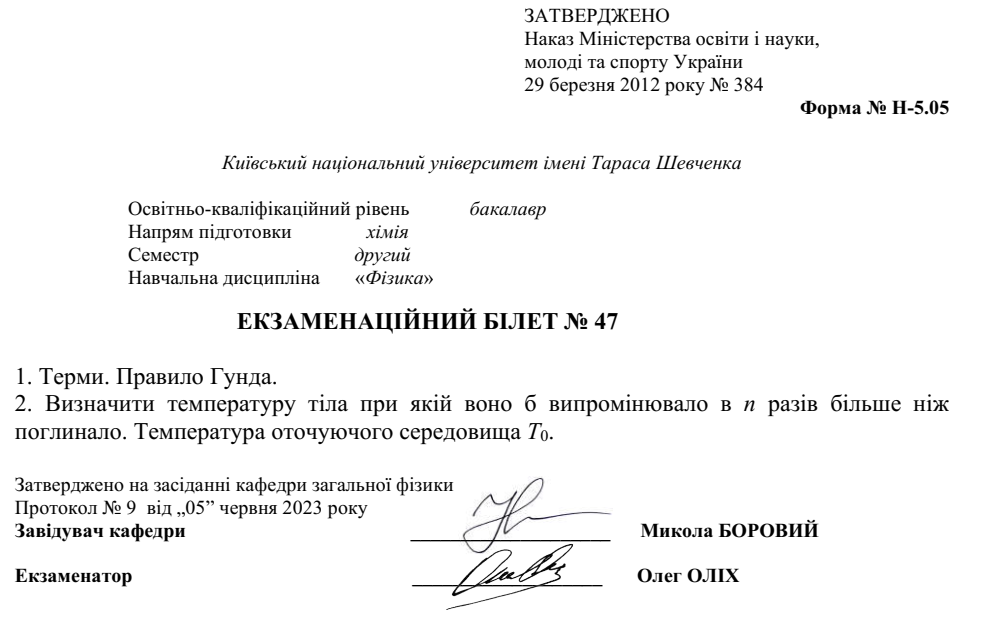 ЗАТВЕРДЖЕНО
Наказ Міністерства освіти і науки,
молоді та спорту України
29 березня 2012 року № 384
Форма № Н-5.05
Київський національний університет імені Тараса Шевченка
Освітньо-кваліфікаційний рівень бакалавр
Напрям підготовки хімія
Семестр другий
Навчальна дисципліна «Фізика»
ЕКЗАМЕНАЦІЙНИЙ БІЛЕТ № 47
1. Терми. Правило Гунда.
2. Визначити температуру тіла при якій воно б випромінювало в n разів більше ніж
поглинало. Температура оточуючого середовища T₀.
Затверджено на засіданні кафедри загальної фізики
Протокол № 9 від „05” червня 2023 року
Завідувач кафедри Микола БОРОВИЙ
Екзаменатор Олег ОЛІХ